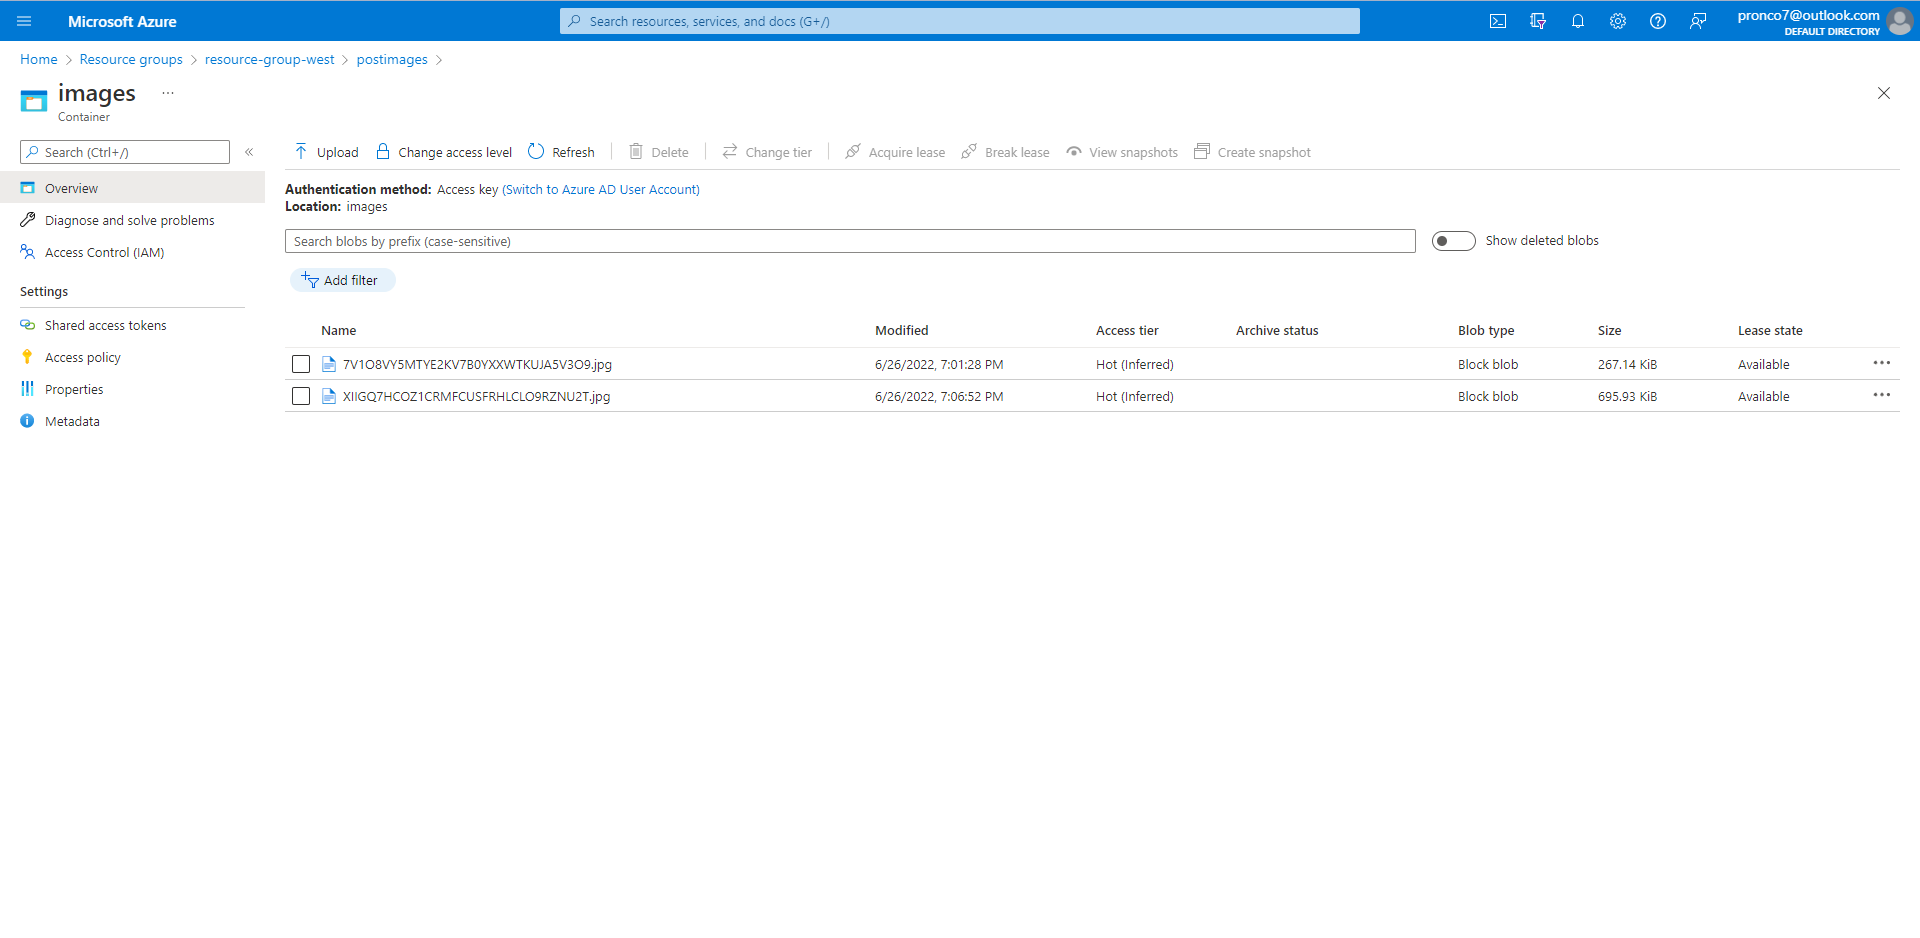 Microsoft Azure
Search resources, services, and docs (G+/)
pronco7@outlook.com
DEFAULT DIRECTORY
Home > Resource groups > resource-group-west > postimages >
images ...
Container
Search (Ctrl+/) «
Upload Change access level Refresh Delete Change tier Acquire lease Break lease View snapshots Create snapshot
Overview
Diagnose and solve problems
Access Control (IAM)
Settings
Shared access tokens
Access policy
Properties
Metadata
Authentication method: Access key (Switch to Azure AD User Account)
Location: images
Search blobs by prefix (case-sensitive)
Show deleted blobs
Add filter
Name Modified Access tier Archive status Blob type Size Lease state
7V1O8VY5MTYE2KV7B0YXXWTKUJA5V3O9.jpg 6/26/2022, 7:01:28 PM Hot (Inferred) Block blob 267.14 KiB Available ...
XIIGQ7HCOZ1CRMFCUSFRHLCLO9RZNU2T.jpg 6/26/2022, 7:06:52 PM Hot (Inferred) Block blob 695.93 KiB Available ...